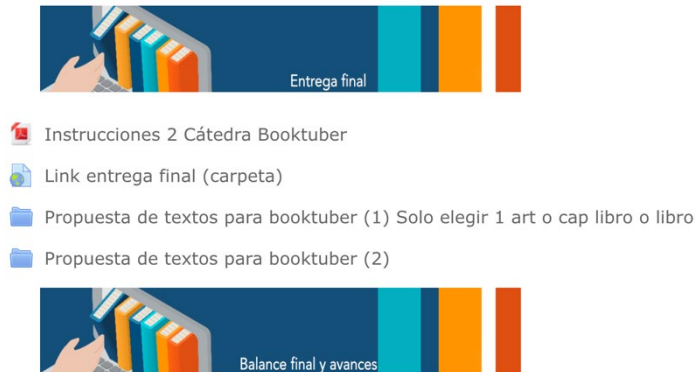 Entrega final
Instrucciones 2 Cátedra Booktuber
Link entrega final (carpeta)
Propuesta de textos para booktuber (1) Solo elegir 1 art o cap libro o libro
Propuesta de textos para booktuber (2)
Balance final y avances